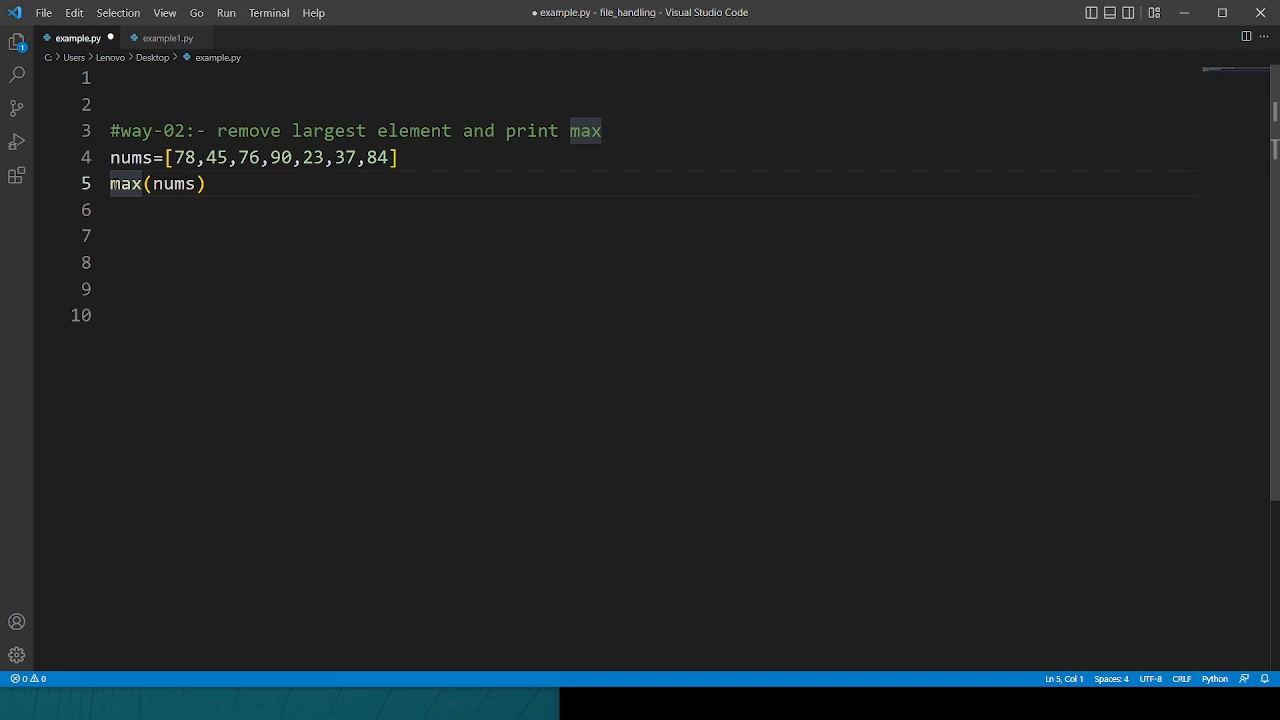 File Edit Selection View Go Run Terminal Help
● example.py - file_handling - Visual Studio Code
example.py ●
example1.py
C: > Users > Lenovo > Desktop > example.py
1
2
3 #way-02:- remove largest element and print max
4 nums=[78,45,76,90,23,37,84]
5 max(nums)
6
7
8
9
10
1
0 0
Ln 5, Col 1 Spaces: 4 UTF-8 CRLF Python